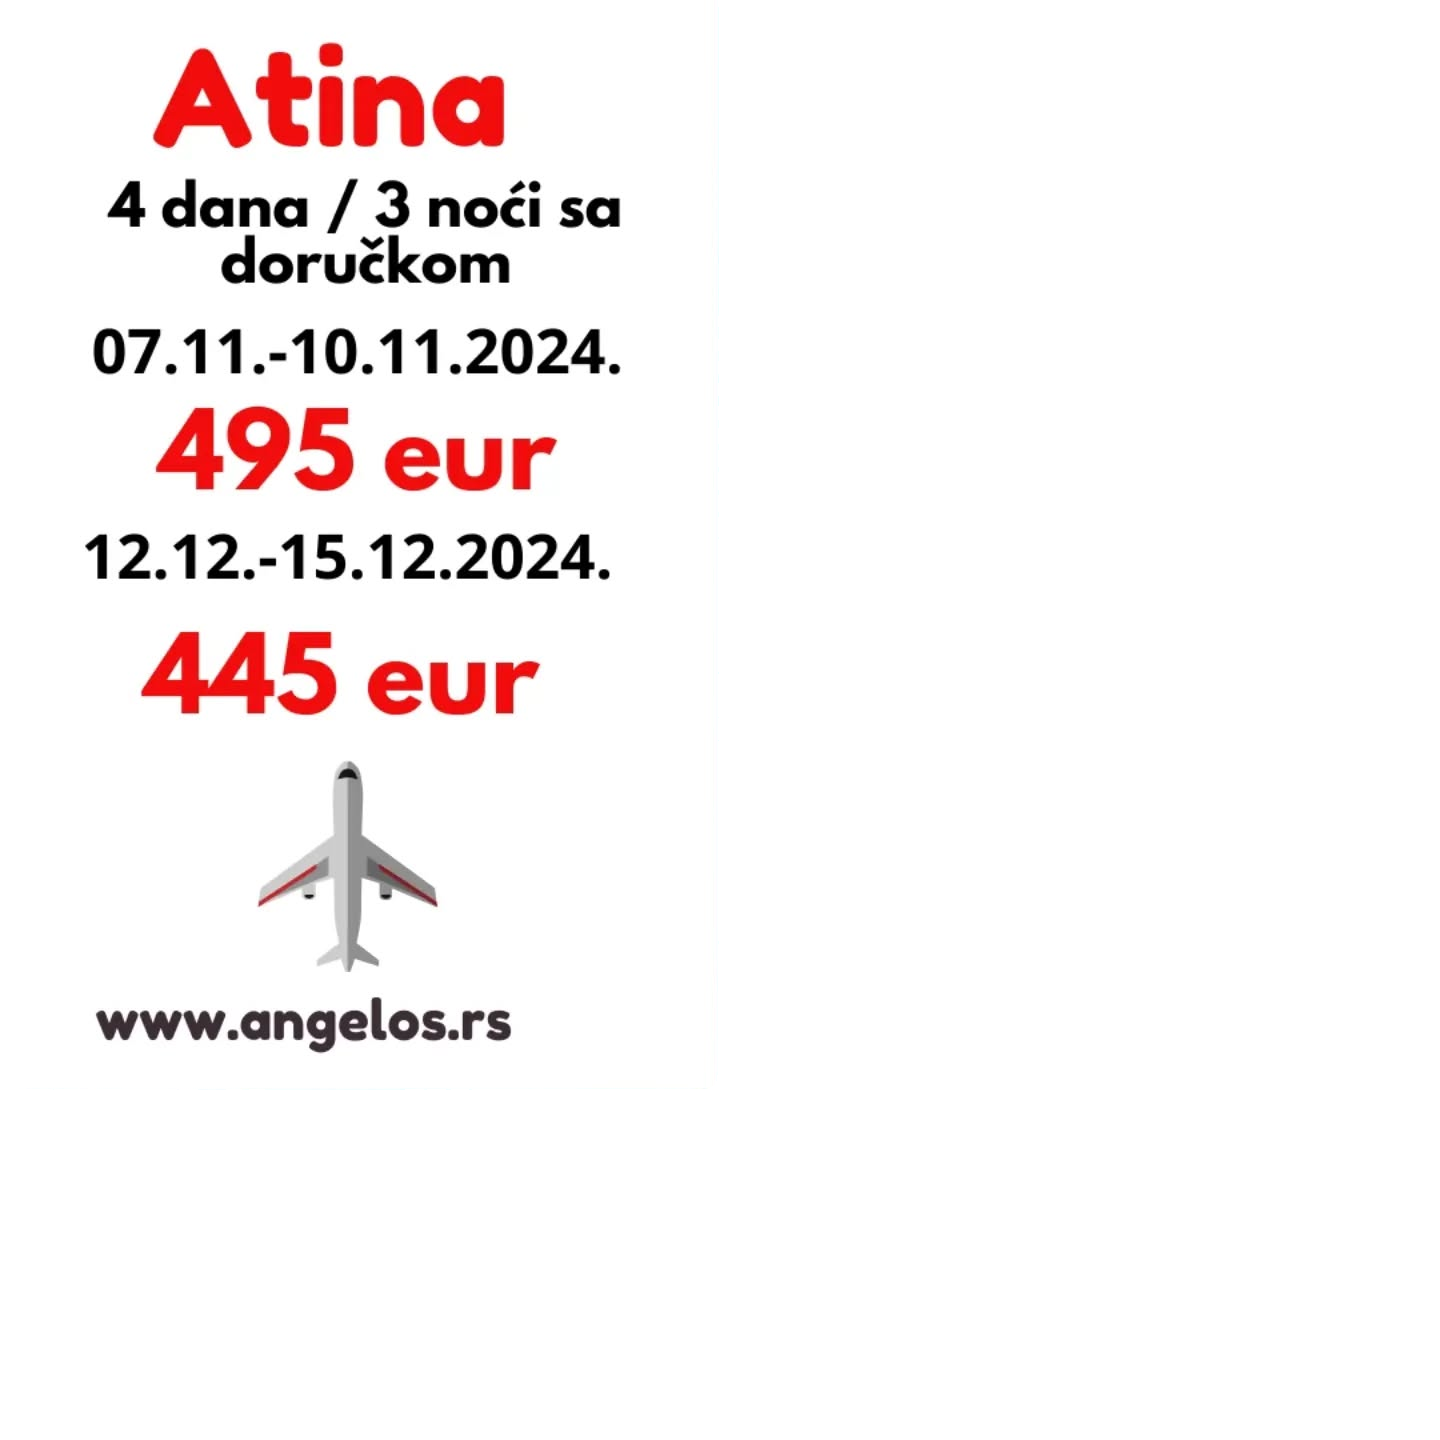 Atina
4 dana / 3 noći sa
doručkom
07.11.-10.11.2024.
495 eur
12.12.-15.12.2024.
445 eur
www.angelos.rs